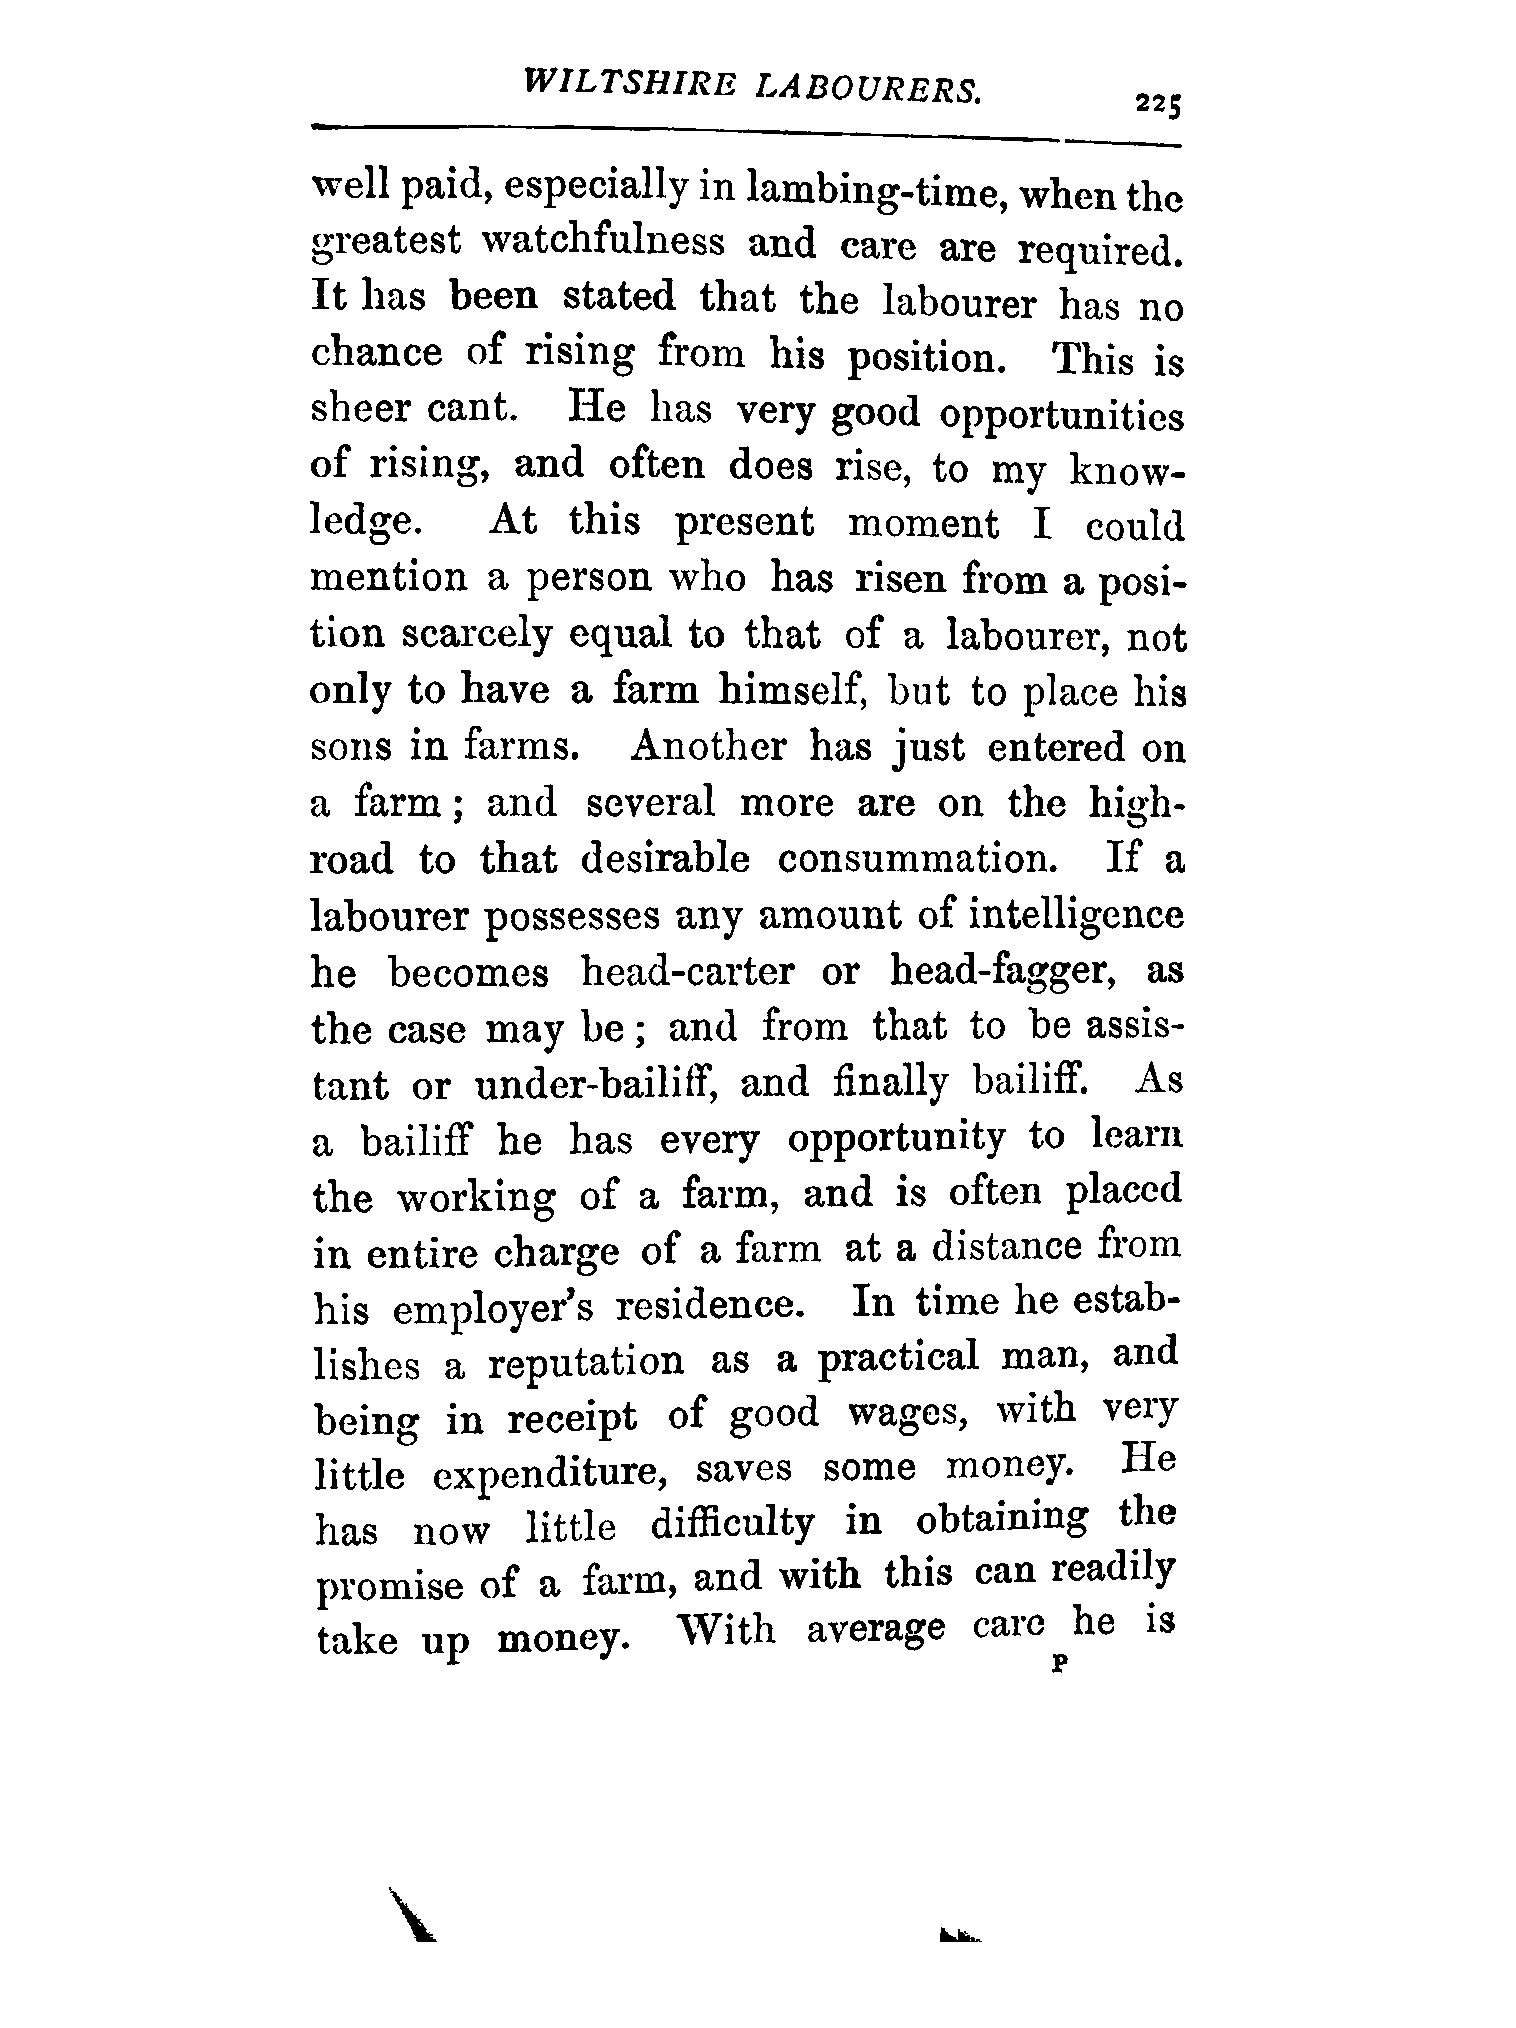 WILTSHIRE LABOURERS. 225
well paid, especially in lambing-time, when the
greatest watchfulness and care are required.
It has been stated that the labourer has no
chance of rising from his position. This is
sheer cant. He has very good opportunities
of rising, and often does rise, to my know-
ledge. At this present moment I could
mention a person who has risen from a posi-
tion scarcely equal to that of a labourer, not
only to have a farm himself, but to place his
sons in farms. Another has just entered on
a farm; and several more are on the high-
road to that desirable consummation. If a
labourer possesses any amount of intelligence
he becomes head-carter or head-fagger, as
the case may be; and from that to be assis-
tant or under-bailiff, and finally bailiff. As
a bailiff he has every opportunity to learn
the working of a farm, and is often placed
in entire charge of a farm at a distance from
his employer's residence. In time he estab-
lishes a reputation as a practical man, and
being in receipt of good wages, with very
little expenditure, saves some money. He
has now little difficulty in obtaining the
promise of a farm, and with this can readily
take up money. With average care he is
P